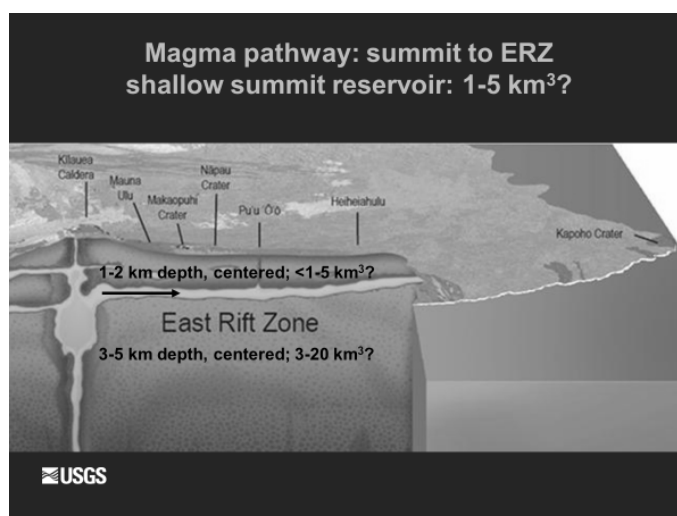 Magma pathway: summit to ERZ
shallow summit reservoir: 1-5 km³?
Kīlauea
Caldera
Mauna
Ulu
Makaopuhi
Crater
Nāpau
Crater
Pu'u 'Ō'ō
Heiheiahulu
Kapoho Crater
1-2 km depth, centered; <1-5 km³?
East Rift Zone
3-5 km depth, centered; 3-20 km³?
USGS